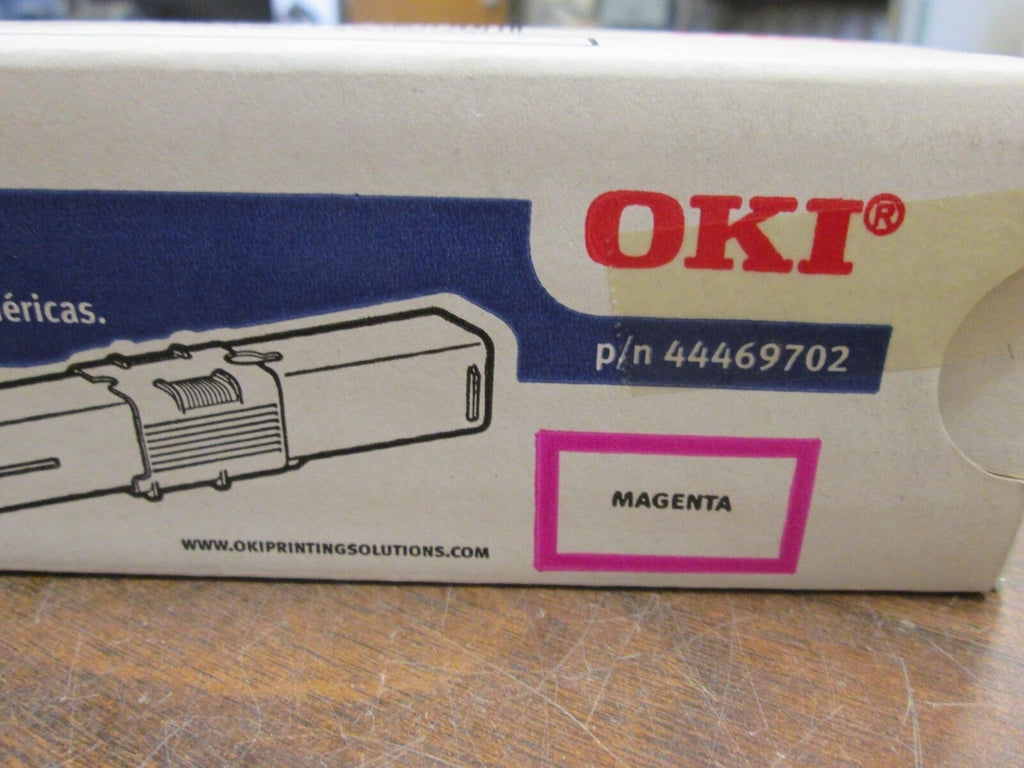 OKI®
éricas.
p/n 44469702
MAGENTA
WWW.OKIPRINTINGSOLUTIONS.COM